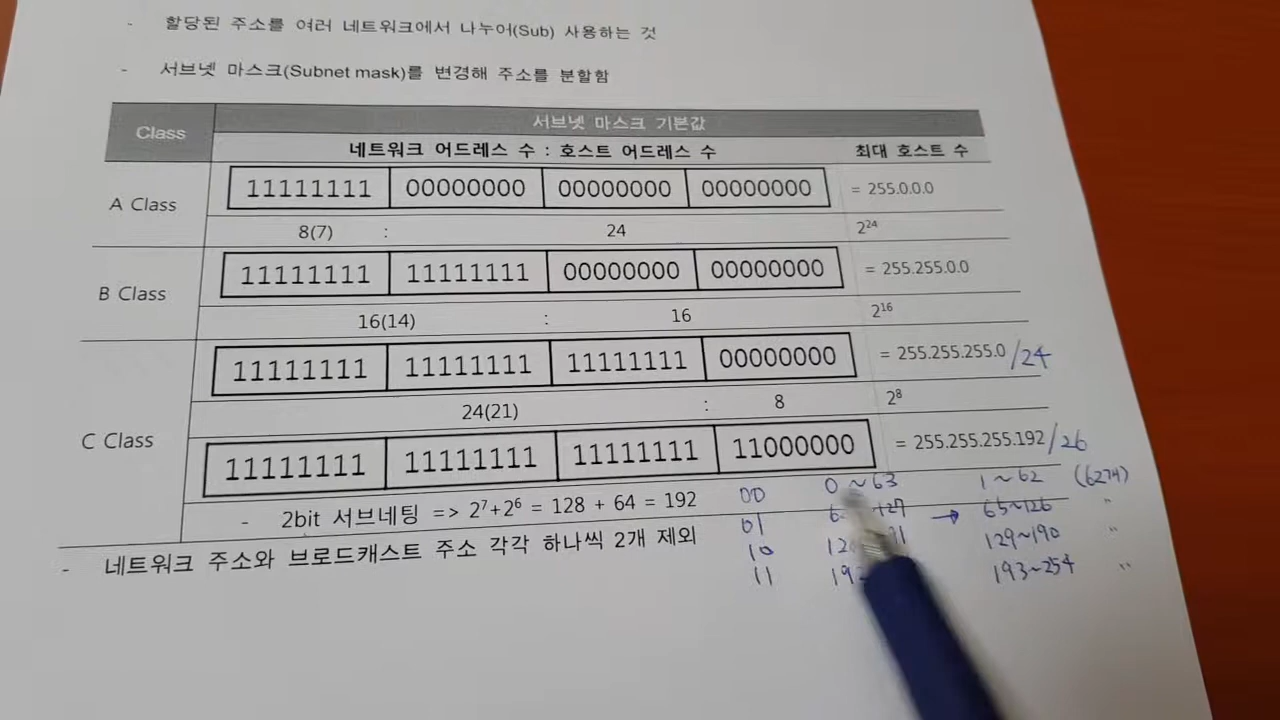 - 할당된 주소를 여러 네트워크에서 나누어(Sub) 사용하는 것
- 서브넷 마스크(Subnet mask)를 변경해 주소를 분할함
Class 서브넷 마스크 기본값
네트워크 어드레스 수 : 호스트 어드레스 수 최대 호스트 수
A Class 11111111 00000000 00000000 00000000 = 255.0.0.0
8(7) : 24 2²⁴
B Class 11111111 11111111 00000000 00000000 = 255.255.0.0
16(14) : 16 2¹⁶
C Class 11111111 11111111 11111111 00000000 = 255.255.255.0 /24
24(21) : 8 2⁸
11111111 11111111 11111111 11000000 = 255.255.255.192 /26
- 2bit 서브네팅 => 2⁷+2⁶ = 128 + 64 = 192
- 네트워크 주소와 브로드캐스트 주소 각각 하나씩 2개 제외
00 0~63 1~62 (62개)
01 127 → 65~126 "
10 129~190 "
11 193~254 "